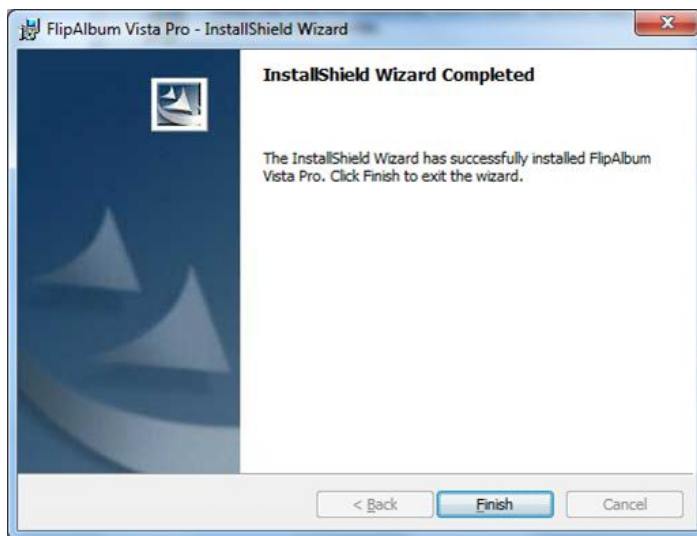 FlipAlbum Vista Pro - InstallShield Wizard
InstallShield Wizard Completed
The InstallShield Wizard has successfully installed FlipAlbum
Vista Pro. Click Finish to exit the wizard.
< Back Finish Cancel